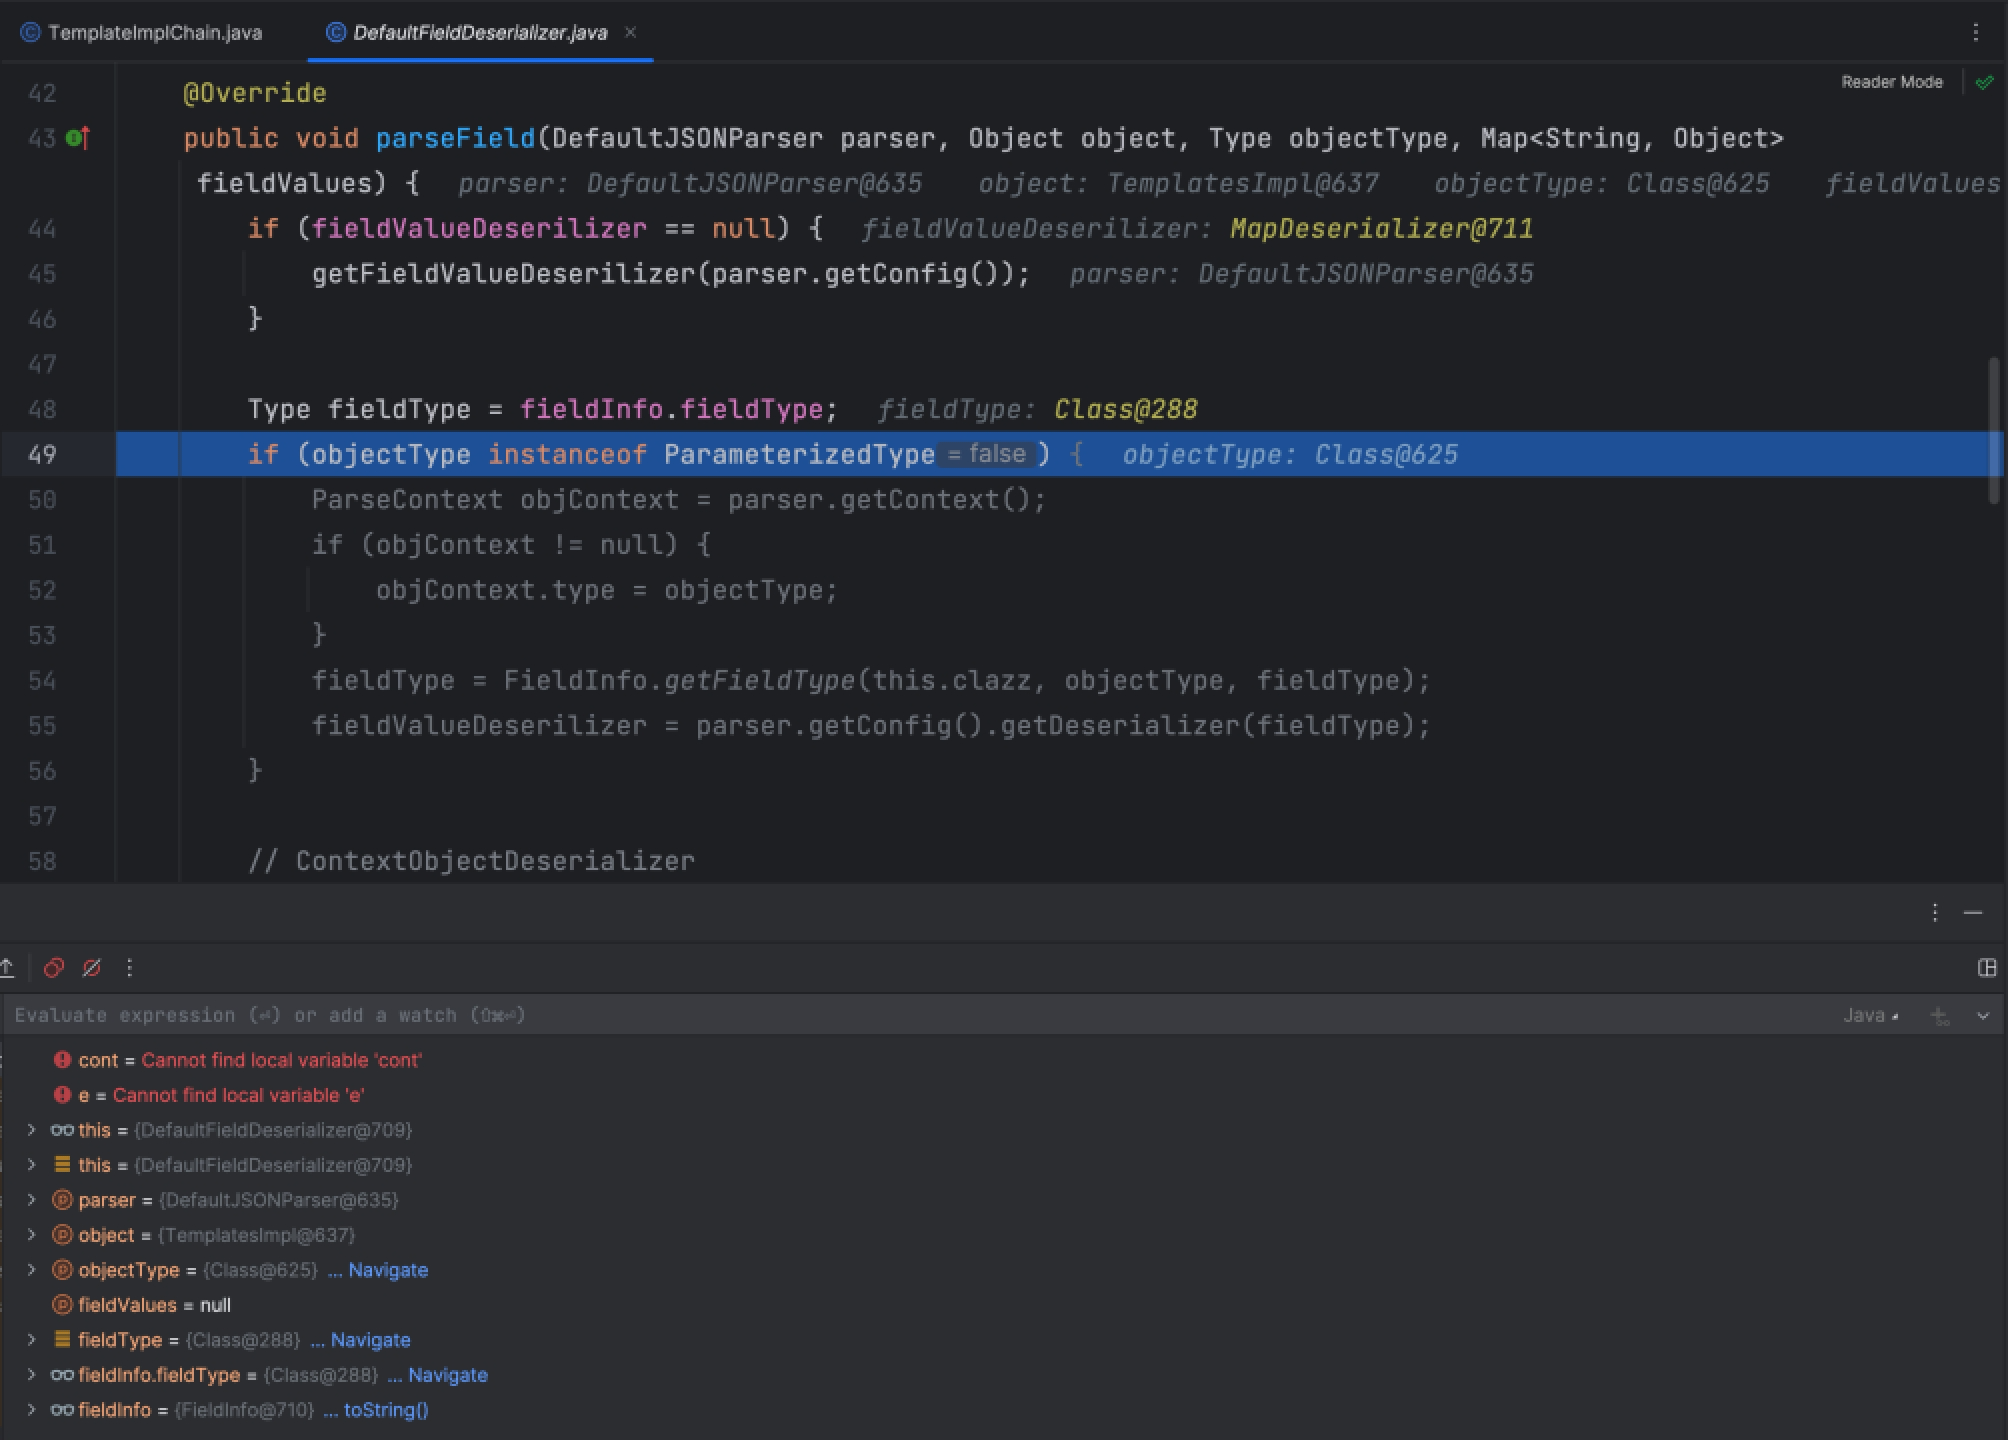 TemplateImplChain.java DefaultFieldDeserializer.java
Reader Mode
42 @Override
43 public void parseField(DefaultJSONParser parser, Object object, Type objectType, Map<String, Object>
fieldValues) { parser: DefaultJSONParser@635 object: TemplatesImpl@637 objectType: Class@625 fieldValues
44 if (fieldValueDeserilizer == null) { fieldValueDeserilizer: MapDeserializer@711
45 getFieldValueDeserilizer(parser.getConfig()); parser: DefaultJSONParser@635
46 }
47
48 Type fieldType = fieldInfo.fieldType; fieldType: Class@288
49 if (objectType instanceof ParameterizedType = false ) { objectType: Class@625
50 ParseContext objContext = parser.getContext();
51 if (objContext != null) {
52 objContext.type = objectType;
53 }
54 fieldType = FieldInfo.getFieldType(this.clazz, objectType, fieldType);
55 fieldValueDeserilizer = parser.getConfig().getDeserializer(fieldType);
56 }
57
58 // ContextObjectDeserializer
Evaluate expression (⏎) or add a watch (⇧⌘⏎) Java
cont = Cannot find local variable 'cont'
e = Cannot find local variable 'e'
this = {DefaultFieldDeserializer@709}
this = {DefaultFieldDeserializer@709}
parser = {DefaultJSONParser@635}
object = {TemplatesImpl@637}
objectType = {Class@625} ... Navigate
fieldValues = null
fieldType = {Class@288} ... Navigate
fieldInfo.fieldType = {Class@288} ... Navigate
fieldInfo = {FieldInfo@710} ... toString()